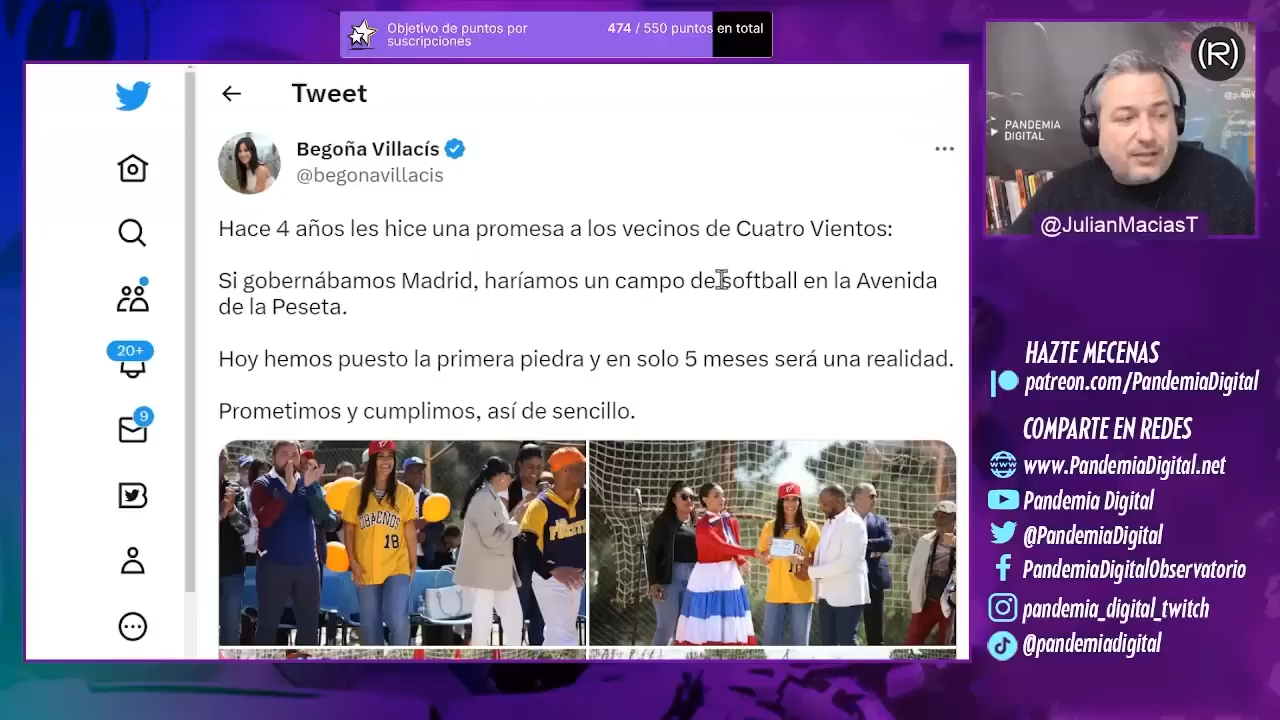 Objetivo de puntos por
suscripciones
474 / 550 puntos en total
Tweet
Begoña Villacís
@begonavillacis
Hace 4 años les hice una promesa a los vecinos de Cuatro Vientos:
Si gobernábamos Madrid, haríamos un campo de softball en la Avenida
de la Peseta.
Hoy hemos puesto la primera piedra y en solo 5 meses será una realidad.
Prometimos y cumplimos, así de sencillo.
20+
9
18
(R)
PANDEMIA
DIGITAL
@JulianMaciasT
HAZTE MECENAS
patreon.com/PandemiaDigital
COMPARTE EN REDES
www
www.PandemiaDigital.net
Pandemia Digital
@PandemiaDigital
PandemiaDigitalObservatorio
pandemia_digital_twitch
@pandemiadigital